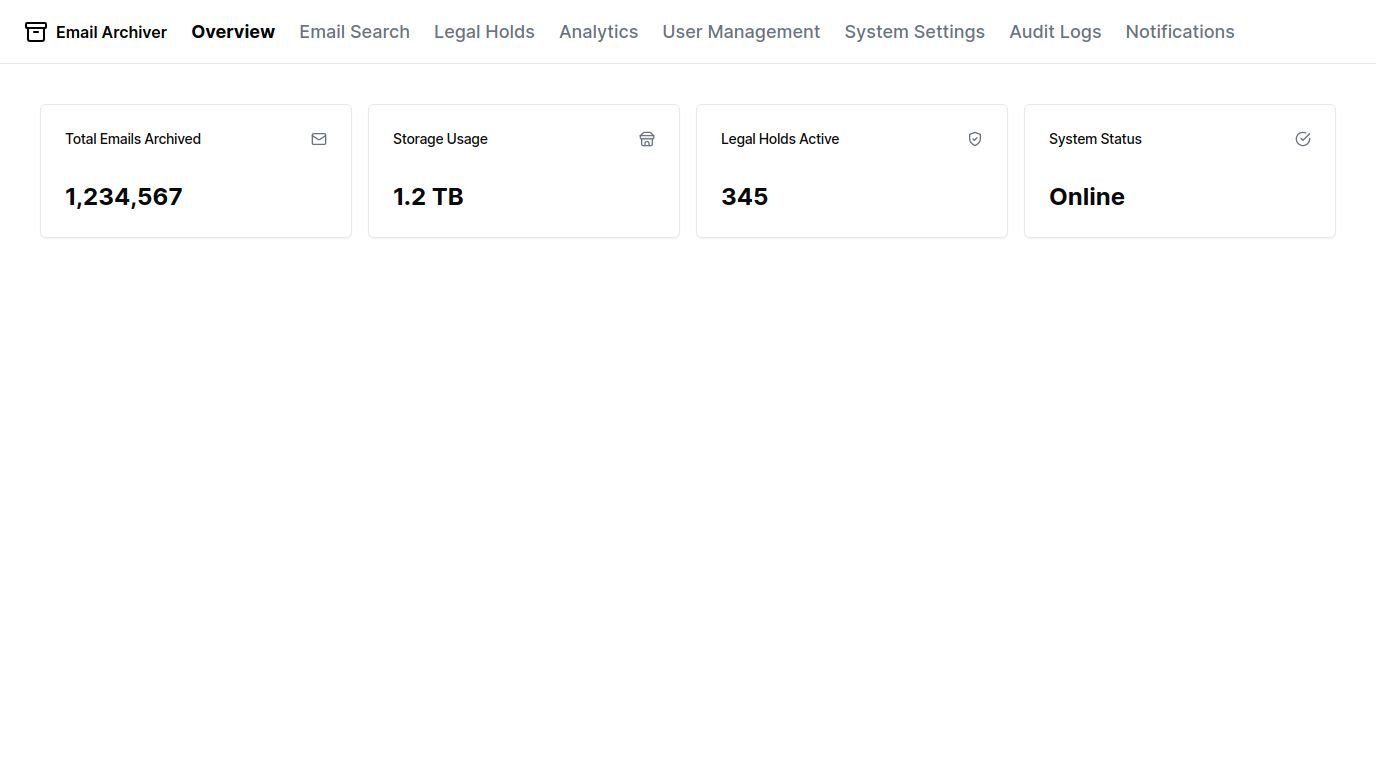 Email Archiver Overview Email Search Legal Holds Analytics User Management System Settings Audit Logs Notifications
Total Emails Archived
1,234,567
Storage Usage
1.2 TB
Legal Holds Active
345
System Status
Online